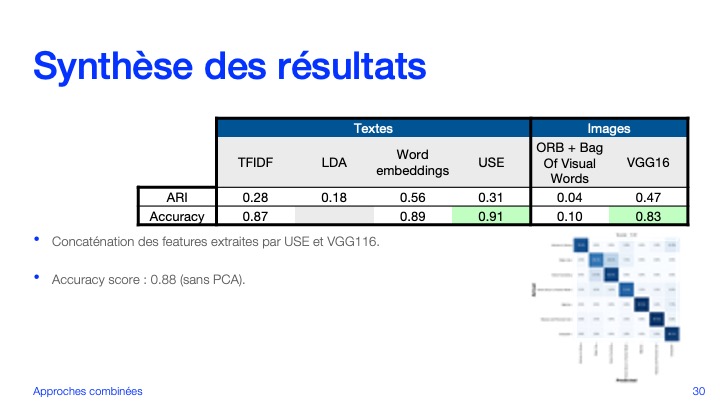 Synthèse des résultats
Textes Images
TFIDF LDA Word embeddings USE ORB + Bag Of Visual Words VGG16
ARI 0.28 0.18 0.56 0.31 0.04 0.47
Accuracy 0.87 0.89 0.91 0.10 0.83
• Concaténation des features extraites par USE et VGG116.
• Accuracy score : 0.88 (sans PCA).
Approches combinées
30